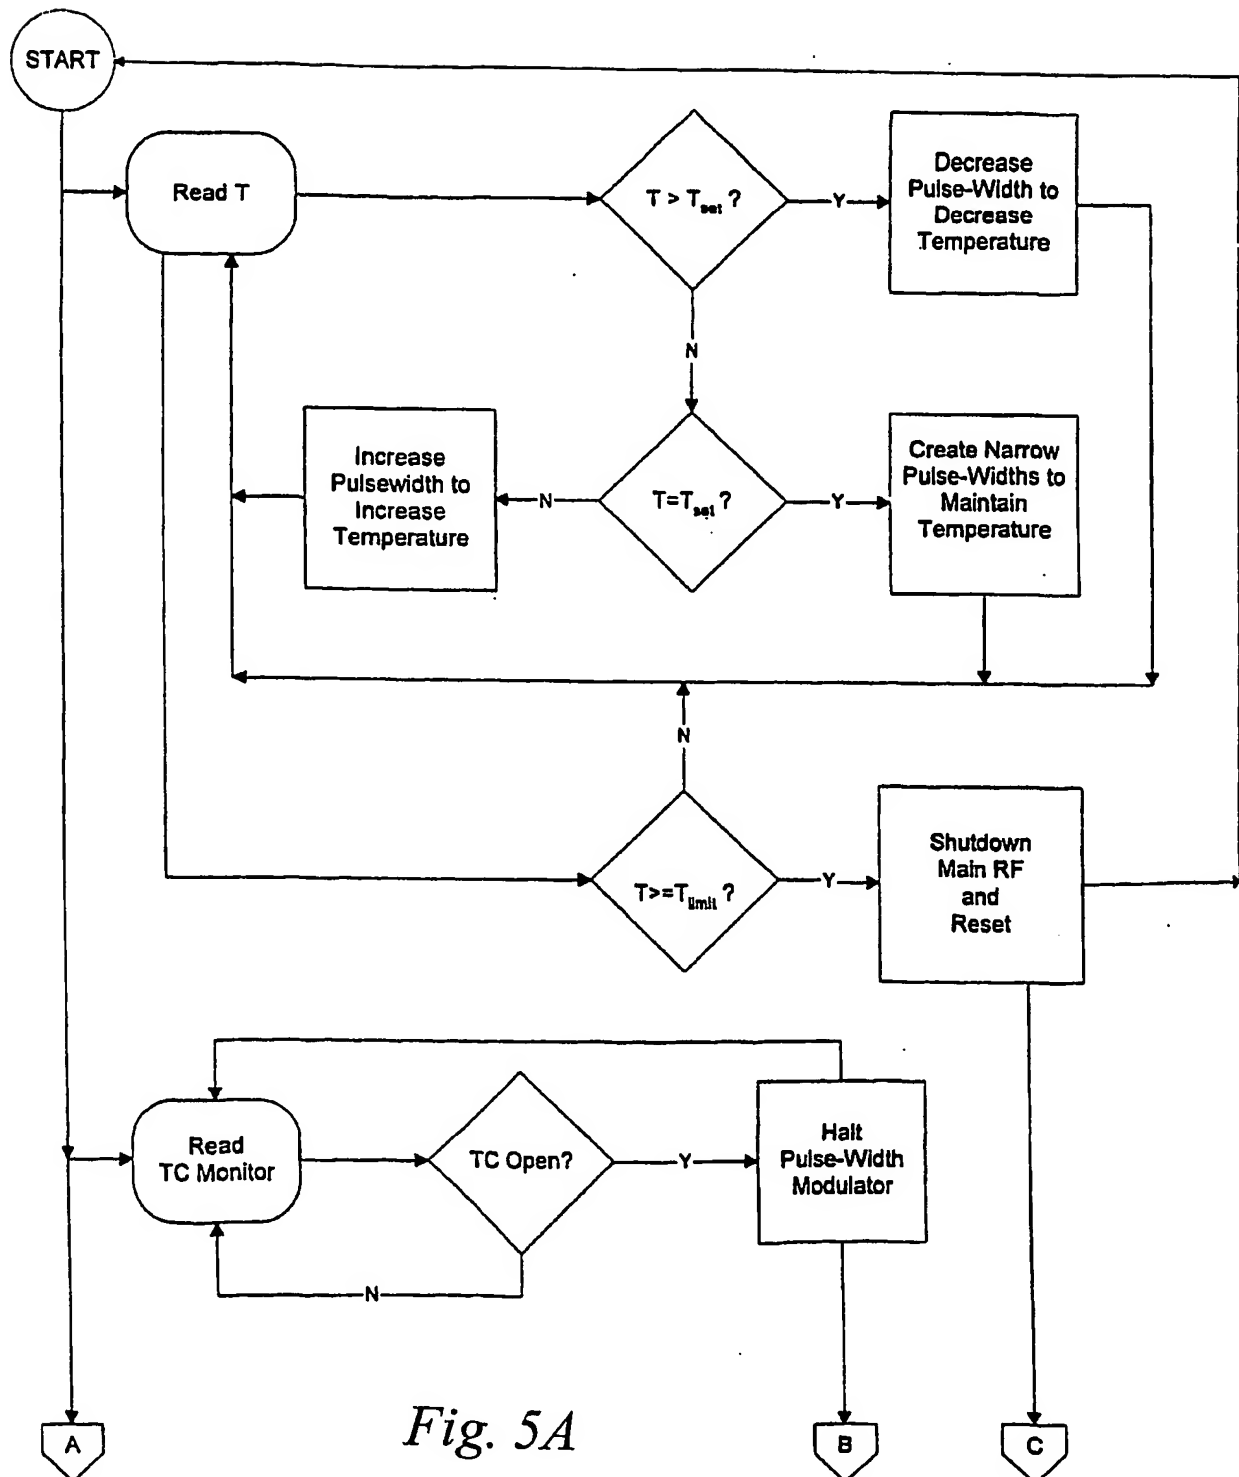 START
Read T
T > Tset ?
Y
Decrease
Pulse-Width to
Decrease
Temperature
N
Increase
Pulsewidth to
Increase
Temperature
N
T=Tset ?
Y
Create Narrow
Pulse-Widths to
Maintain
Temperature
N
T>=Tlimit ?
Y
Shutdown
Main RF
and
Reset
Read
TC Monitor
TC Open?
Y
Halt
Pulse-Width
Modulator
N
Fig. 5A
A
B
C